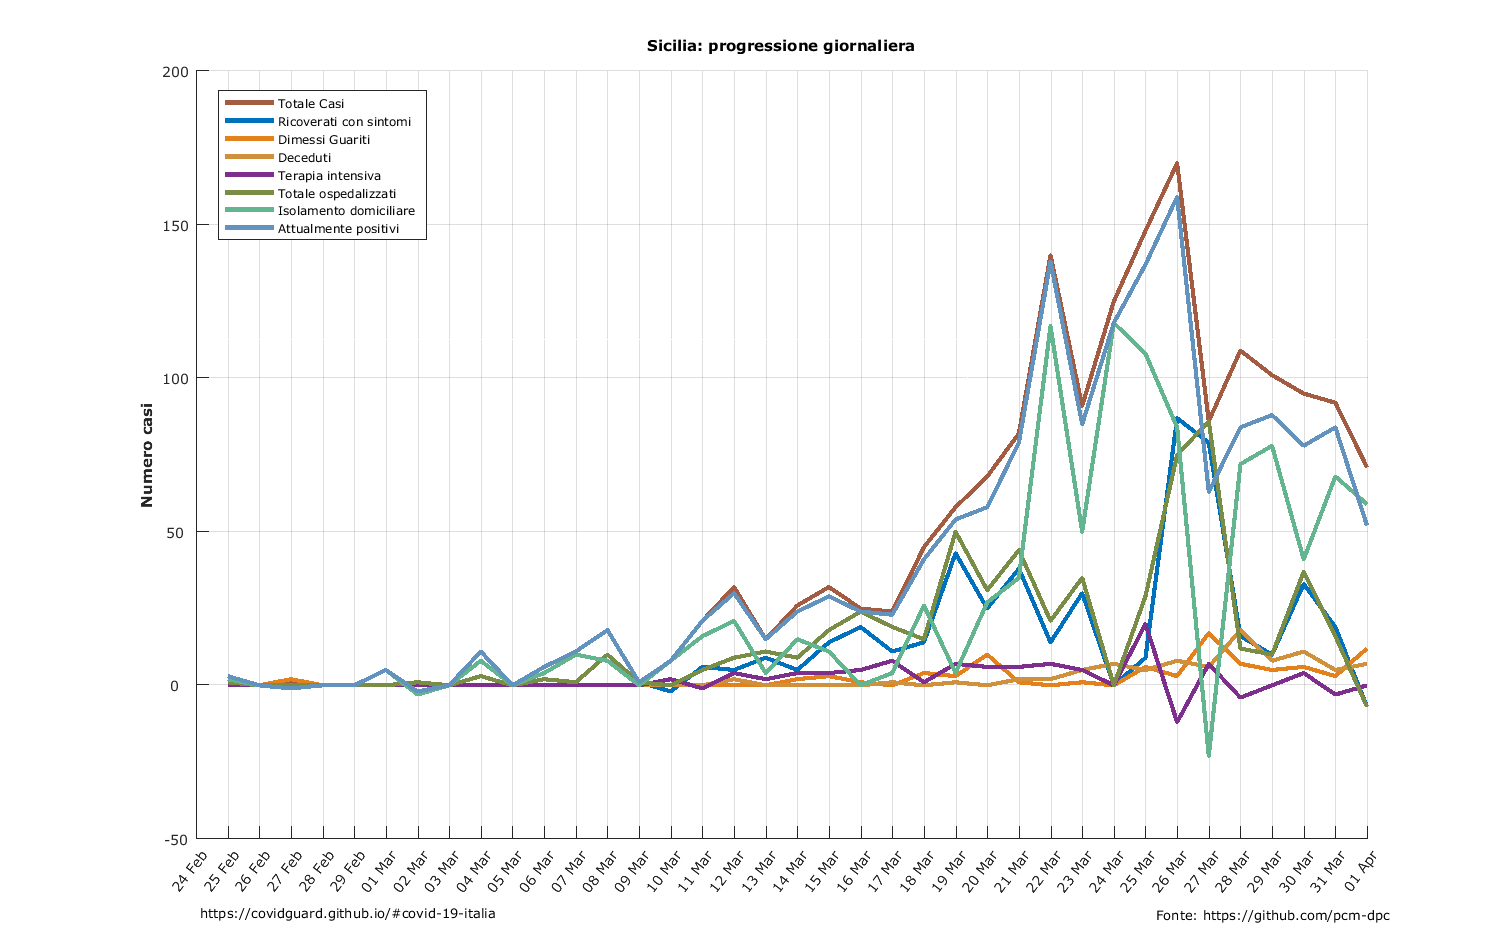 Sicilia: progressione giornaliera
200
150
100
50
0
-50
Numero casi
Totale Casi
Ricoverati con sintomi
Dimessi Guariti
Deceduti
Terapia intensiva
Totale ospedalizzati
Isolamento domiciliare
Attualmente positivi
24 Feb
25 Feb
26 Feb
27 Feb
28 Feb
29 Feb
01 Mar
02 Mar
03 Mar
04 Mar
05 Mar
06 Mar
07 Mar
08 Mar
09 Mar
10 Mar
11 Mar
12 Mar
13 Mar
14 Mar
15 Mar
16 Mar
17 Mar
18 Mar
19 Mar
20 Mar
21 Mar
22 Mar
23 Mar
24 Mar
25 Mar
26 Mar
27 Mar
28 Mar
29 Mar
30 Mar
31 Mar
01 Apr
https://covidguard.github.io/#covid-19-italia
Fonte: https://github.com/pcm-dpc